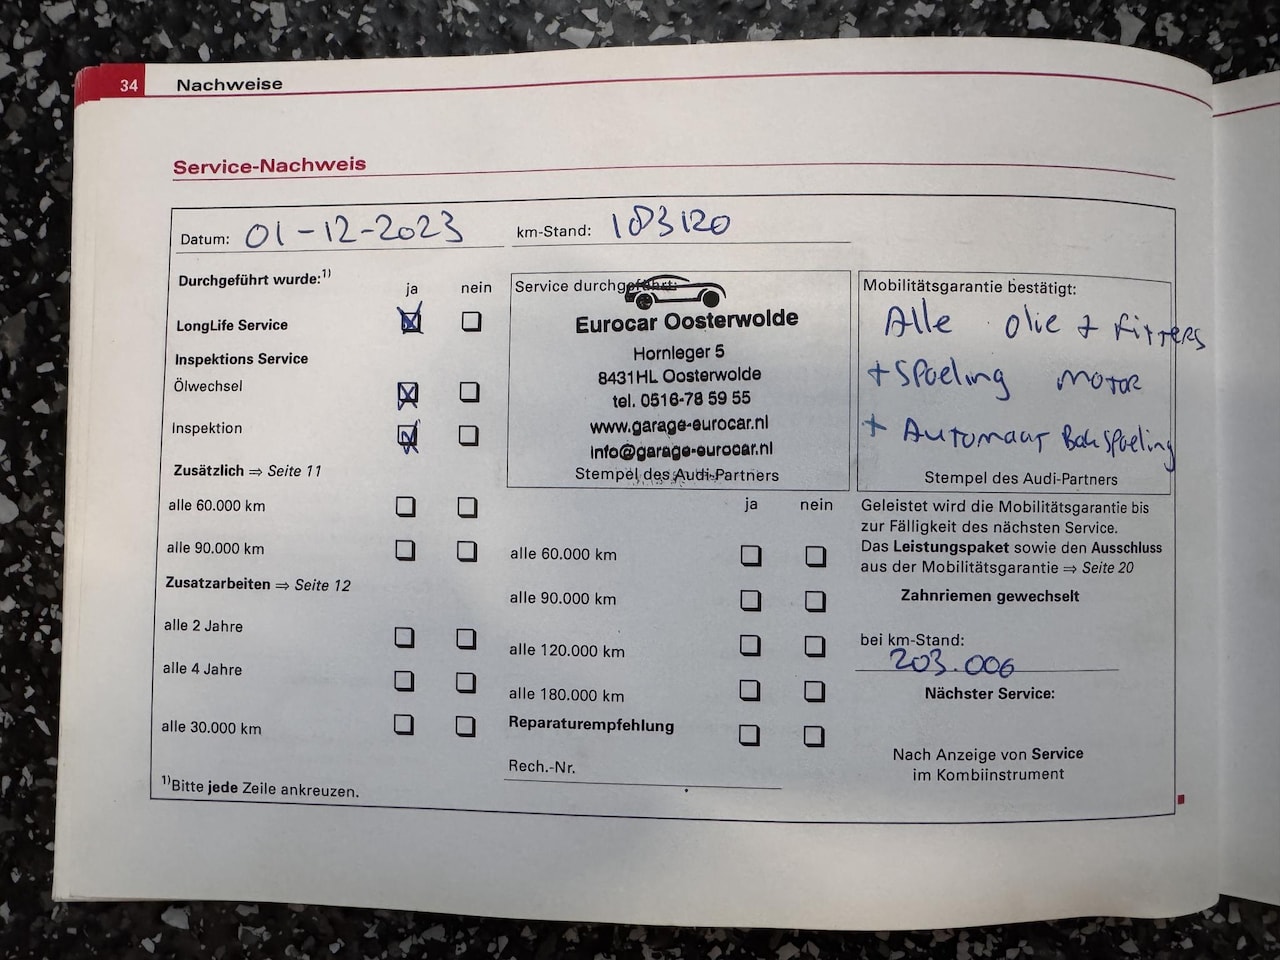 34 Nachweise
Service-Nachweis
Datum: 01-12-2023 km-Stand: 183120
Durchgeführt wurde:1)
ja nein
LongLife Service
Inspektions Service
Ölwechsel
Inspektion
Zusätzlich ⇒ Seite 11
alle 60.000 km
alle 90.000 km
Zusatzarbeiten ⇒ Seite 12
alle 2 Jahre
alle 4 Jahre
alle 30.000 km
1)Bitte jede Zeile ankreuzen.
Service durchgeführt:
Eurocar Oosterwolde
Hornleger 5
8431HL Oosterwolde
tel. 0516-78 59 55
www.garage-eurocar.nl
info@garage-eurocar.nl
Stempel des Audi-Partners
ja nein
alle 60.000 km
alle 90.000 km
alle 120.000 km
alle 180.000 km
Reparaturempfehlung
Rech.-Nr.
Mobilitätsgarantie bestätigt:
Alle olie + filters
+ Spoeling motor
+ Automaat Bak spoeling
Stempel des Audi-Partners
Geleistet wird die Mobilitätsgarantie bis
zur Fälligkeit des nächsten Service.
Das Leistungspaket sowie den Ausschluss
aus der Mobilitätsgarantie ⇒ Seite 20
Zahnriemen gewechselt
bei km-Stand:
203.006
Nächster Service:
Nach Anzeige von Service
im Kombiinstrument